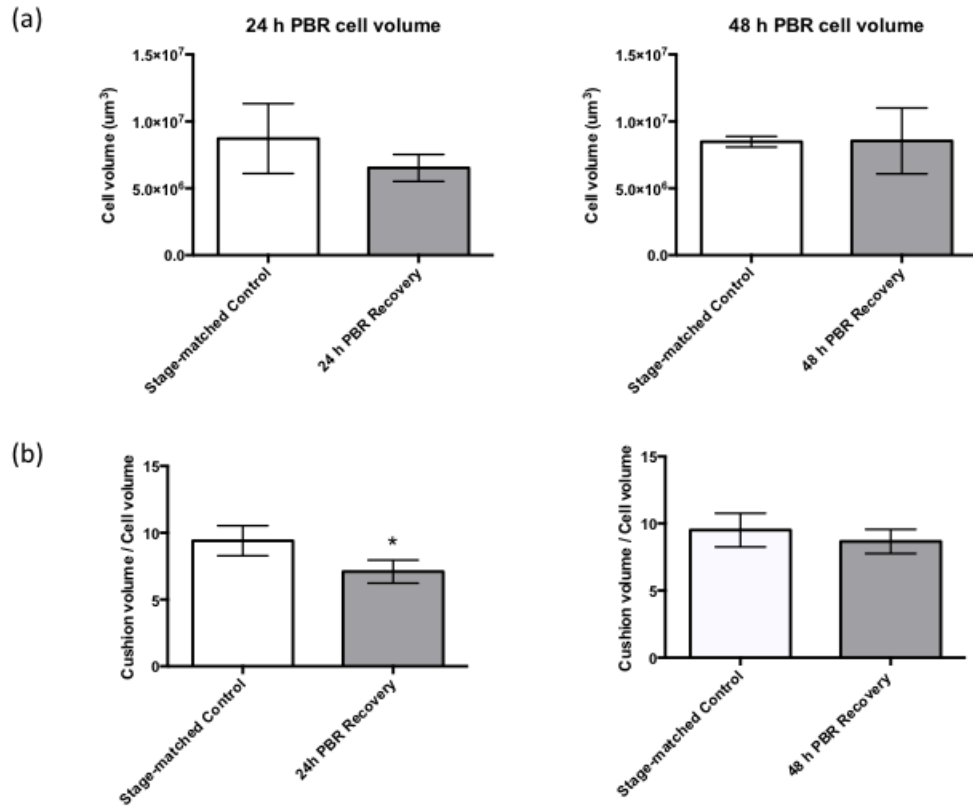 (a)
24 h PBR cell volume
48 h PBR cell volume
Cell volume (um³)
1.5×10⁷
1.0×10⁷
5.0×10⁶
0.0
Stage-matched Control
24 h PBR Recovery
Cell volume (um³)
1.5×10⁷
1.0×10⁷
5.0×10⁶
0.0
Stage-matched Control
48 h PBR Recovery
(b)
Cushion volume / Cell volume
15
10
5
0
*
Stage-matched Control
24h PBR Recovery
Cushion volume / Cell volume
15
10
5
0
Stage-matched Control
48 h PBR Recovery